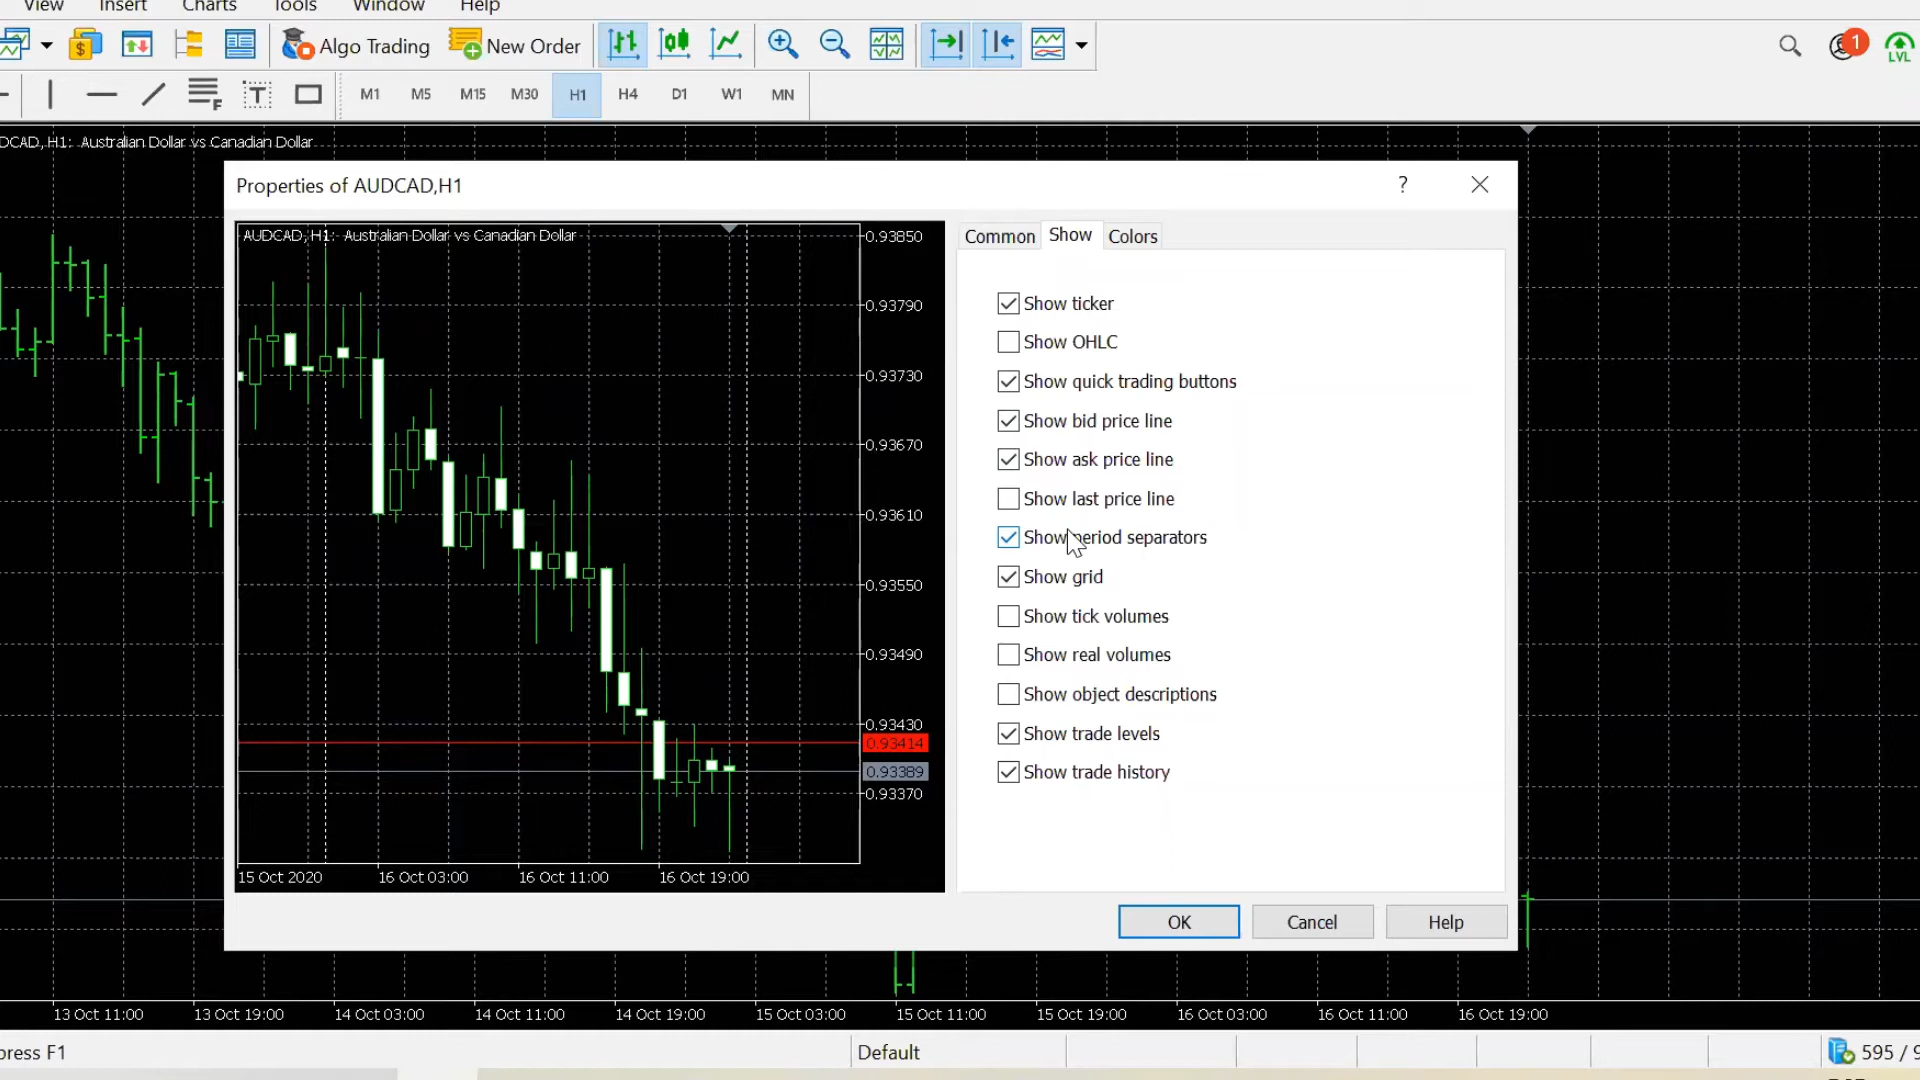 View Insert Charts Tools Window Help
Algo Trading New Order 1 LVL
T F M1 M5 M15 M30 H1 H4 D1 W1 MN
DCAD, H1: Australian Dollar vs Canadian Dollar
Properties of AUDCAD,H1 ?
AUDCAD, H1: Australian Dollar vs Canadian Dollar
0.93850
0.93790
0.93730
0.93670
0.93610
0.93550
0.93490
0.93430
0.93414
0.93389
0.93370
15 Oct 2020 16 Oct 03:00 16 Oct 11:00 16 Oct 19:00
Common Show Colors
Show ticker
Show OHLC
Show quick trading buttons
Show bid price line
Show ask price line
Show last price line
Show period separators
Show grid
Show tick volumes
Show real volumes
Show object descriptions
Show trade levels
Show trade history
OK Cancel Help
13 Oct 11:00 13 Oct 19:00 14 Oct 03:00 14 Oct 11:00 14 Oct 19:00 15 Oct 03:00 15 Oct 11:00 15 Oct 19:00 16 Oct 03:00 16 Oct 11:00 16 Oct 19:00
press F1 Default 595 / 9